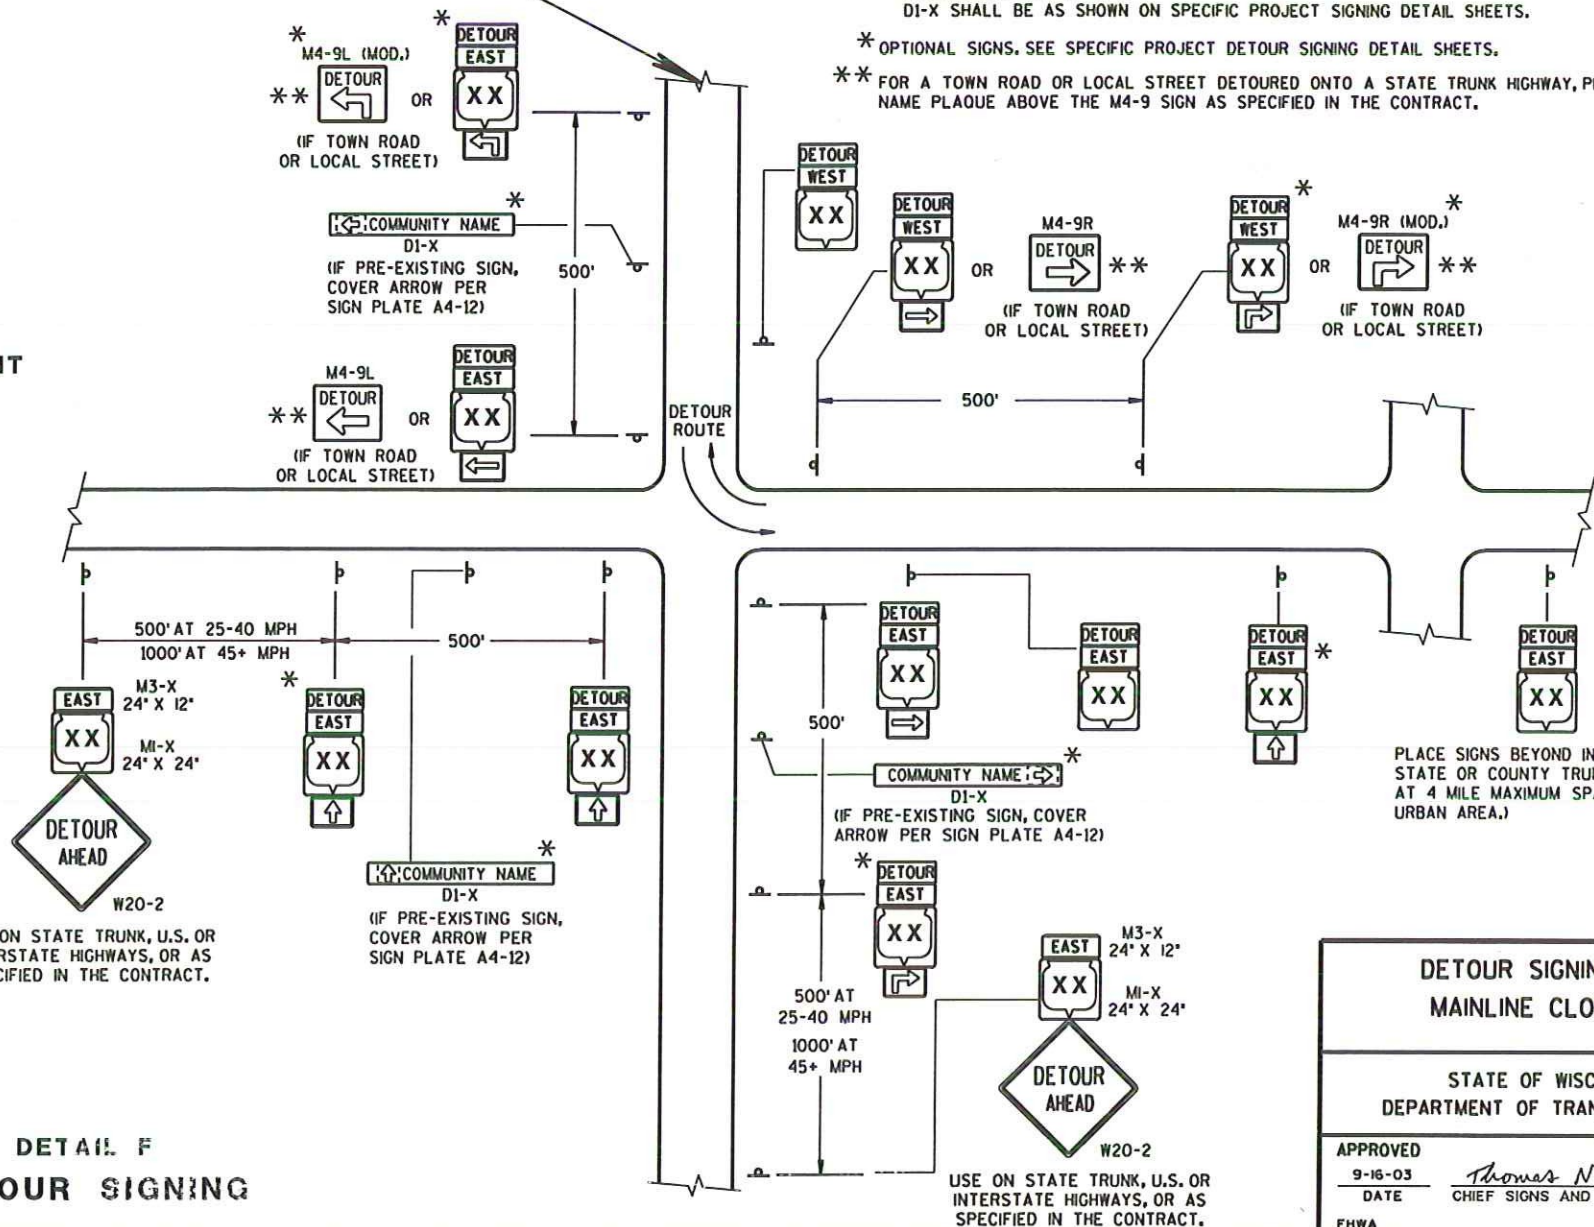 D1-X SHALL BE AS SHOWN ON SPECIFIC PROJECT SIGNING DETAIL SHEETS.
* OPTIONAL SIGNS. SEE SPECIFIC PROJECT DETOUR SIGNING DETAIL SHEETS.
** FOR A TOWN ROAD OR LOCAL STREET DETOURED ONTO A STATE TRUNK HIGHWAY,
NAME PLAQUE ABOVE THE M4-9 SIGN AS SPECIFIED IN THE CONTRACT.
*
M4-9L (MOD.)
** DETOUR
OR
(IF TOWN ROAD
OR LOCAL STREET)
*
DETOUR
EAST
XX
COMMUNITY NAME *
D1-X
(IF PRE-EXISTING SIGN,
COVER ARROW PER
SIGN PLATE A4-12)
500'
M4-9L
** DETOUR
OR
(IF TOWN ROAD
OR LOCAL STREET)
DETOUR
EAST
XX
DETOUR
WEST
XX
DETOUR
WEST
XX
OR
M4-9R
DETOUR **
(IF TOWN ROAD
OR LOCAL STREET)
*
DETOUR
WEST
XX
OR
M4-9R (MOD.) *
DETOUR **
(IF TOWN ROAD
OR LOCAL STREET)
500'
DETOUR
ROUTE
500' AT 25-40 MPH
1000' AT 45+ MPH
500'
EAST
XX
M3-X
24" X 12"
M1-X
24" X 24"
DETOUR
AHEAD
W20-2
ON STATE TRUNK, U.S. OR
HIGHWAYS, OR AS
IN THE CONTRACT.
*
DETOUR
EAST
XX
DETOUR
EAST
XX
COMMUNITY NAME *
D1-X
(IF PRE-EXISTING SIGN,
COVER ARROW PER
SIGN PLATE A4-12)
500'
DETOUR
EAST
XX
DETOUR
EAST
XX
DETOUR
EAST *
XX
DETOUR
EAST
XX
PLACE SIGNS BEYOND
STATE OR COUNTY
AT 4 MILE MAXIMUM
URBAN AREA.)
COMMUNITY NAME *
D1-X
(IF PRE-EXISTING SIGN, COVER
ARROW PER SIGN PLATE A4-12)
*
DETOUR
EAST
XX
500' AT
25-40 MPH
1000' AT
45+ MPH
EAST
XX
M3-X
24" X 12"
M1-X
24" X 24"
DETOUR
AHEAD
W20-2
USE ON STATE TRUNK, U.S. OR
INTERSTATE HIGHWAYS, OR AS
SPECIFIED IN THE CONTRACT.
DETAIL F
SIGNING
DETOUR
MAINLINE
STATE OF
DEPARTMENT OF
APPROVED
9-16-03
DATE
Thomas N
CHIEF SIGNS AND
FHWA